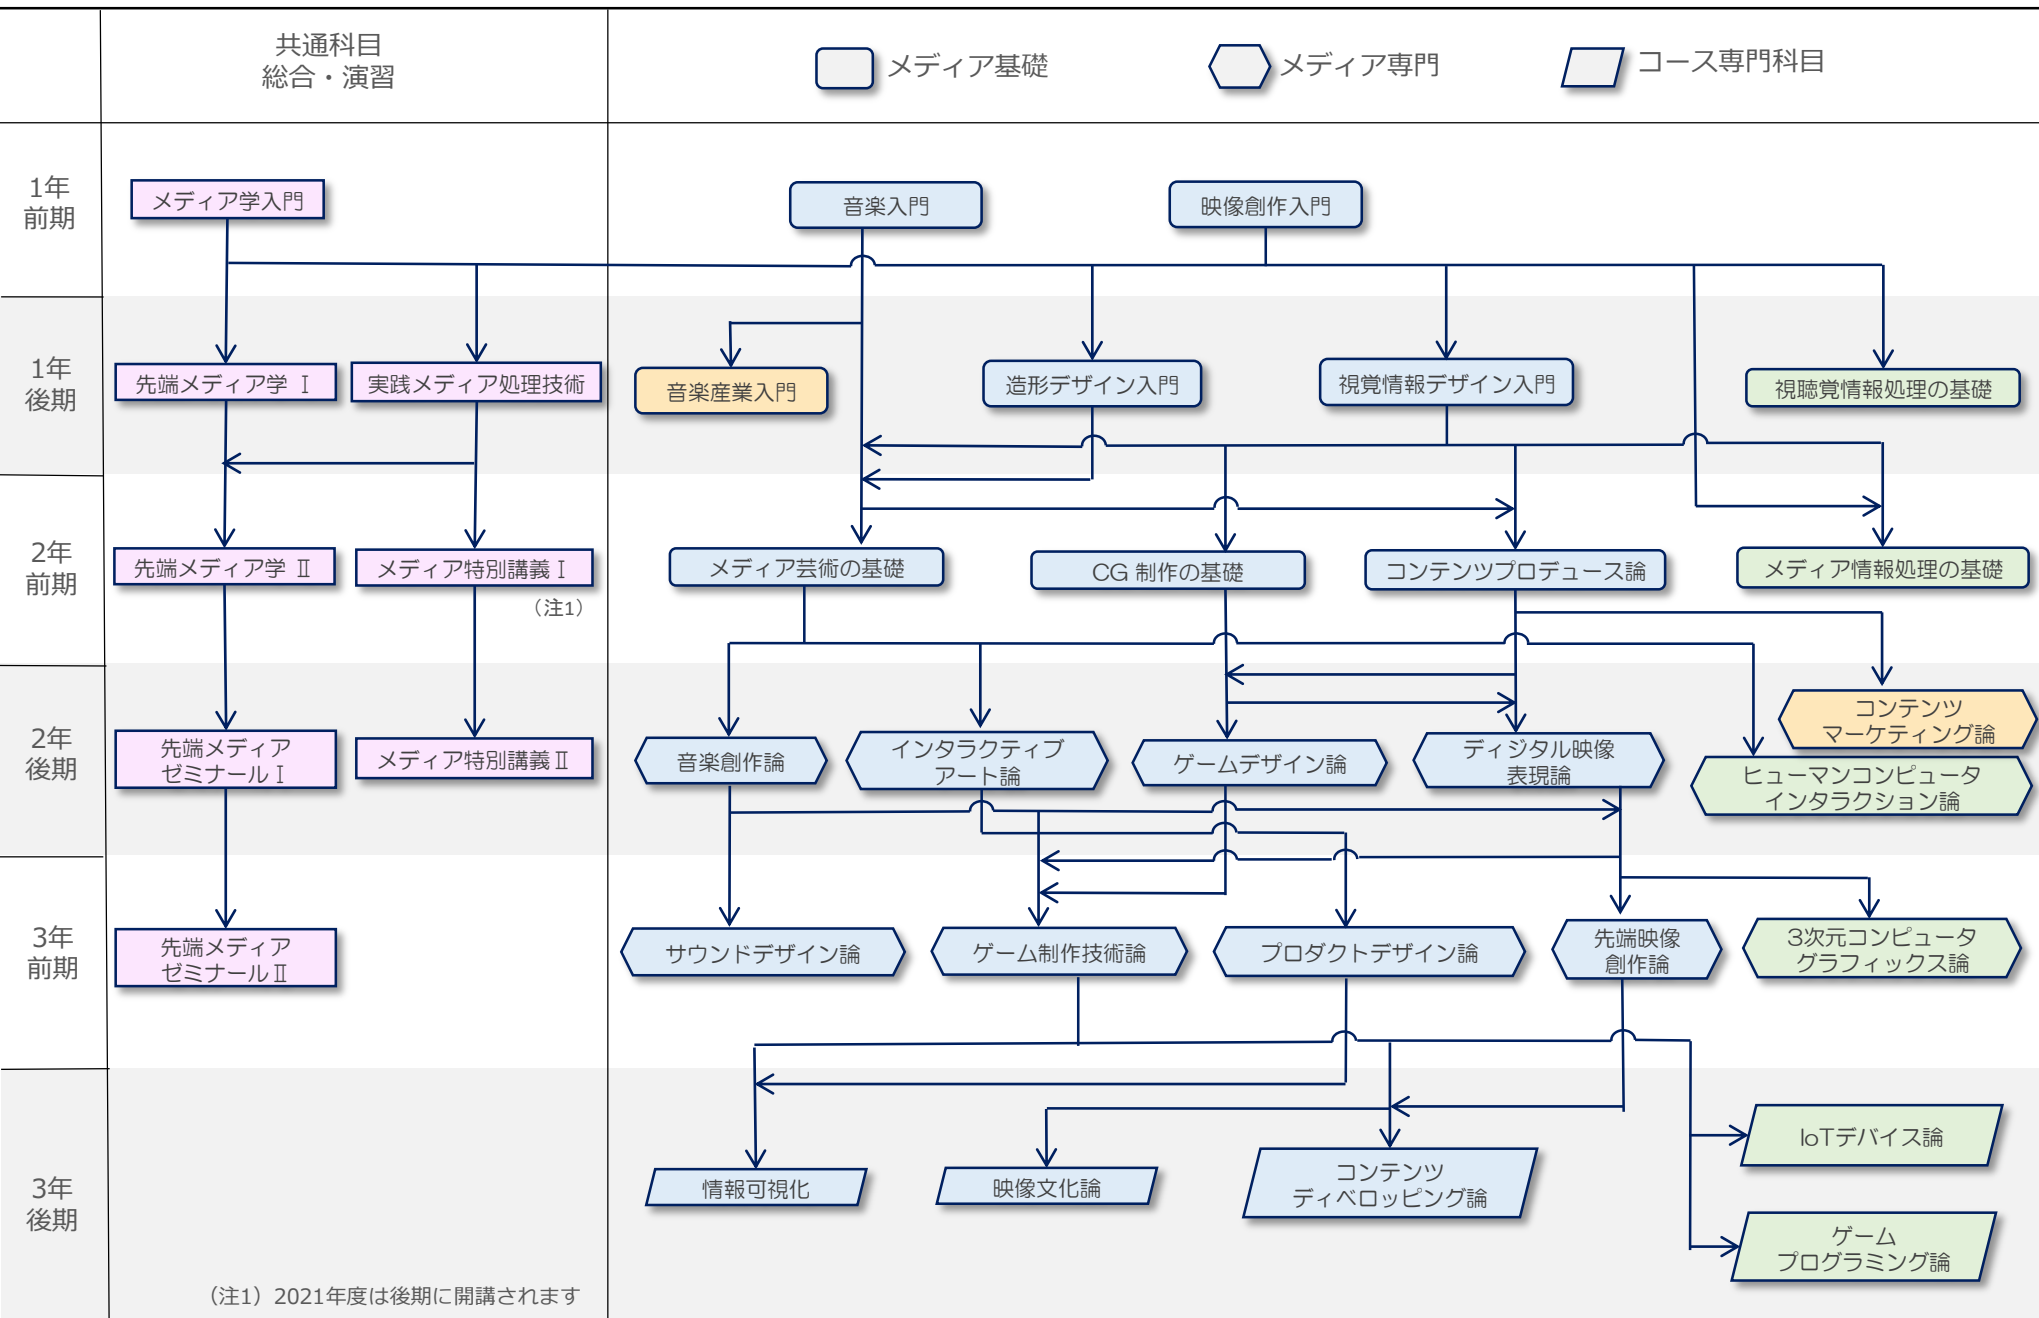 共通科目
総合・演習
メディア基礎
メディア専門
コース専門科目
1年
前期
メディア学入門
音楽入門
映像創作入門
1年
後期
先端メディア学 Ⅰ
実践メディア処理技術
音楽産業入門
造形デザイン入門
視覚情報デザイン入門
視聴覚情報処理の基礎
2年
前期
先端メディア学 Ⅱ
メディア特別講義Ⅰ
（注1）
メディア芸術の基礎
CG 制作の基礎
コンテンツプロデュース論
メディア情報処理の基礎
2年
後期
先端メディア
ゼミナールⅠ
メディア特別講義Ⅱ
音楽創作論
インタラクティブ
アート論
ゲームデザイン論
ディジタル映像
表現論
コンテンツ
マーケティング論
ヒューマンコンピュータ
インタラクション論
3年
前期
先端メディア
ゼミナールⅡ
サウンドデザイン論
ゲーム制作技術論
プロダクトデザイン論
先端映像
創作論
3次元コンピュータ
グラフィックス論
3年
後期
情報可視化
映像文化論
コンテンツ
ディベロッピング論
IoTデバイス論
ゲーム
プログラミング論
（注1）2021年度は後期に開講されます